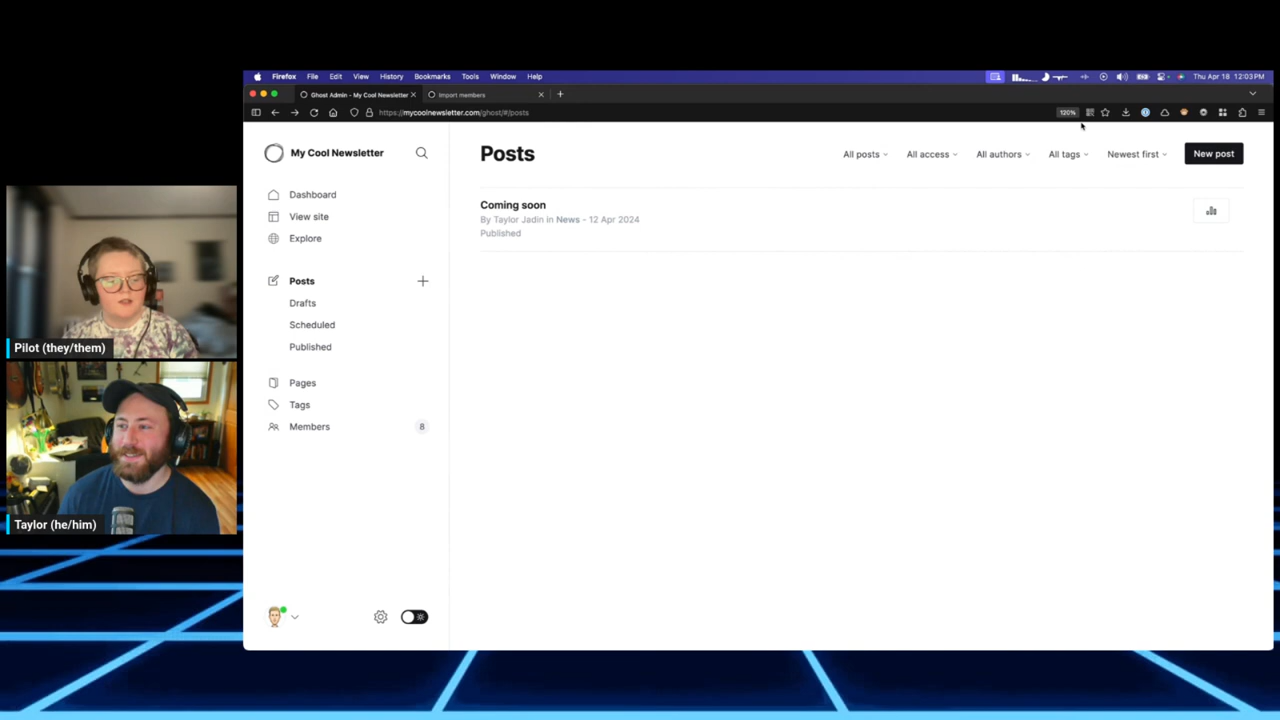 Firefox File Edit View History Bookmarks Tools Window Help Thu Apr 18 12:03 PM
Ghost Admin - My Cool Newsletter
Import members
https://mycoolnewsletter.com/ghost/#/posts
120%
My Cool Newsletter
Dashboard
View site
Explore
Posts
Drafts
Scheduled
Published
Pages
Tags
Members 8
Posts
All posts All access All authors All tags Newest first New post
Coming soon
By Taylor Jadin in News - 12 Apr 2024
Published
Pilot (they/them)
Taylor (he/him)